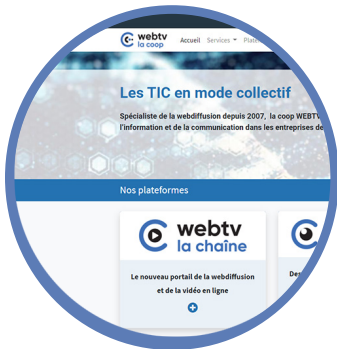 webtv
la coop
Accueil Services
Les TIC en mode collectif
Spécialiste de la webdiffusion depuis 2007, la coop WEBTV
l'information et de la communication dans les entreprises de
Nos plateformes
webtv
la chaîne
Le nouveau portail de la webdiffusion
et de la vidéo en ligne